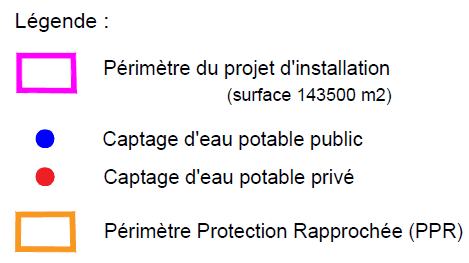 Légende :
Périmètre du projet d'installation
(surface 143500 m2)
Captage d'eau potable public
Captage d'eau potable privé
Périmètre Protection Rapprochée (PPR)